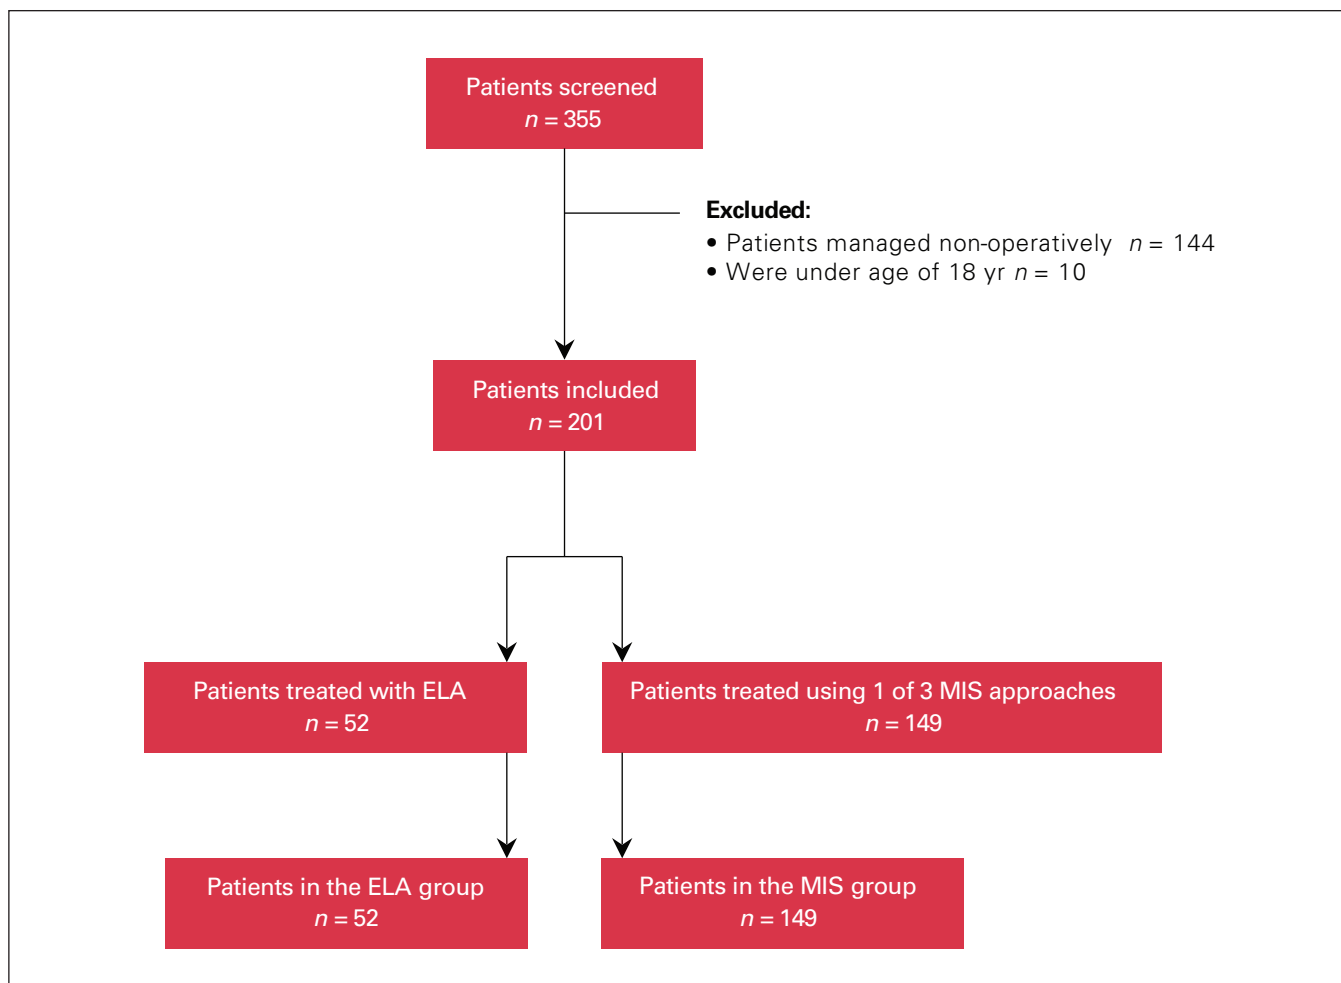 Patients screened
n = 355
Excluded:
• Patients managed non-operatively n = 144
• Were under age of 18 yr n = 10
Patients included
n = 201
Patients treated with ELA
n = 52
Patients treated using 1 of 3 MIS approaches
n = 149
Patients in the ELA group
n = 52
Patients in the MIS group
n = 149